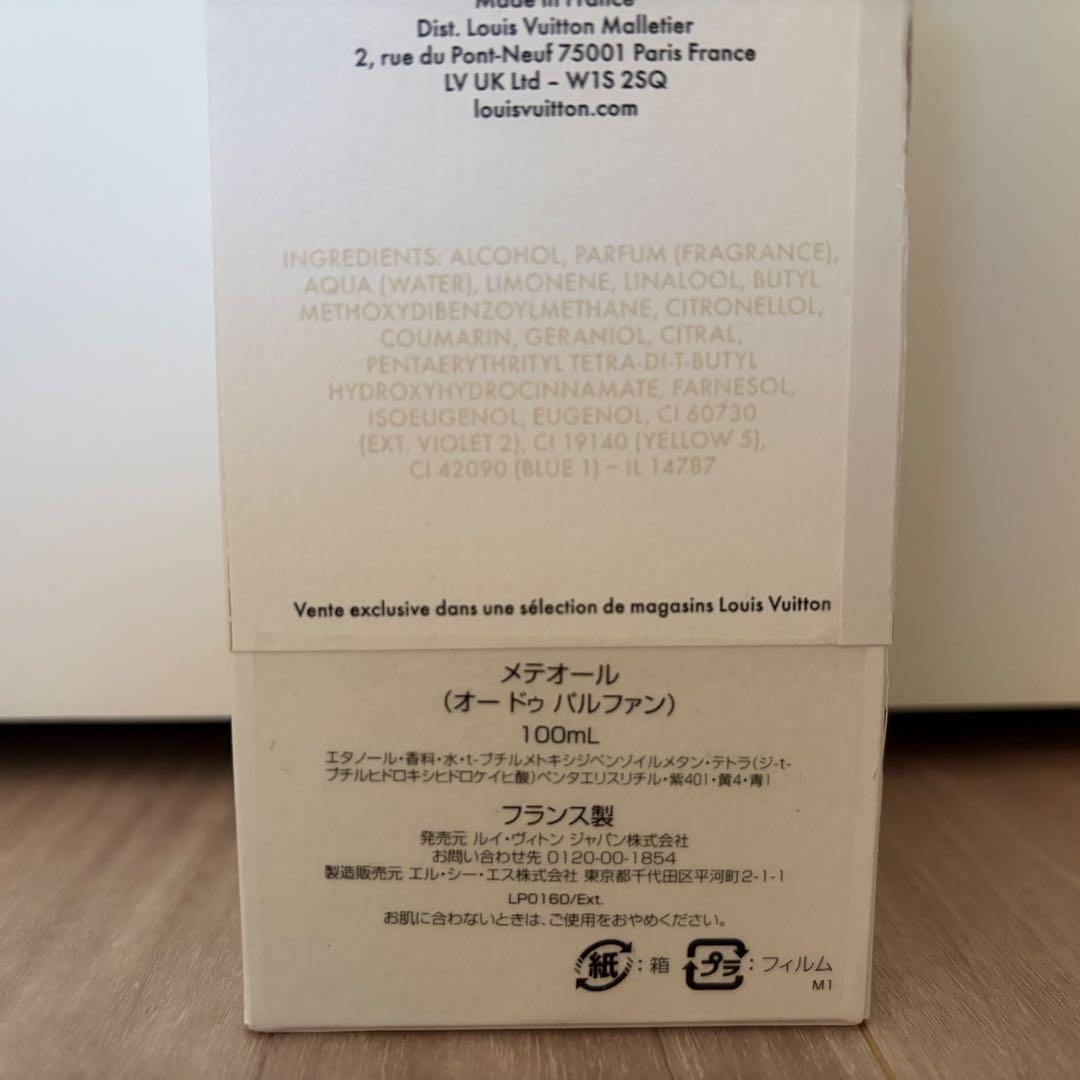 Made in France
Dist. Louis Vuitton Malletier
2, rue du Pont-Neuf 75001 Paris France
LV UK Ltd – W1S 2SQ
louisvuitton.com
INGREDIENTS: ALCOHOL, PARFUM (FRAGRANCE),
AQUA (WATER), LIMONENE, LINALOOL, BUTYL
METHOXYDIBENZOYLMETHANE, CITRONELLOL,
COUMARIN, GERANIOL, CITRAL,
PENTAERYTHRITYL TETRA-DI-T-BUTYL
HYDROXYHYDROCINNAMATE, FARNESOL,
ISOEUGENOL, EUGENOL, CI 60730
(EXT. VIOLET 2), CI 19140 (YELLOW 5),
CI 42090 (BLUE 1) – IL 14787
Vente exclusive dans une sélection de magasins Louis Vuitton
メテオール
（オー ドゥ パルファン）
100mL
エタノール・香料・水・t-ブチルメトキシジベンゾイルメタン・テトラ（ジ-t-
ブチルヒドロキシヒドロケイヒ酸）ペンタエリスリチル・紫401・黄4・青1
フランス製
発売元 ルイ・ヴィトン ジャパン株式会社
お問い合わせ先 0120-00-1854
製造販売元 エル・シー・エス株式会社 東京都千代田区平河町2-1-1
LP0160/Ext.
お肌に合わないときは、ご使用をおやめください。
紙：箱 プラ：フィルム
M1